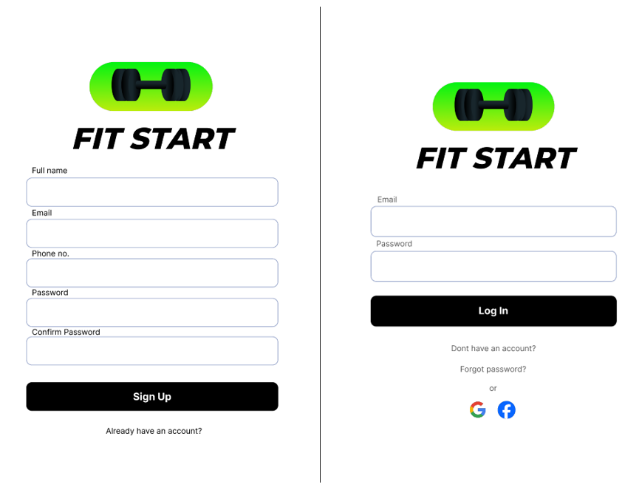 FIT START
Full name
Email
Phone no.
Password
Confirm Password
Sign Up
Already have an account?
FIT START
Email
Password
Log In
Dont have an account?
Forgot password?
or